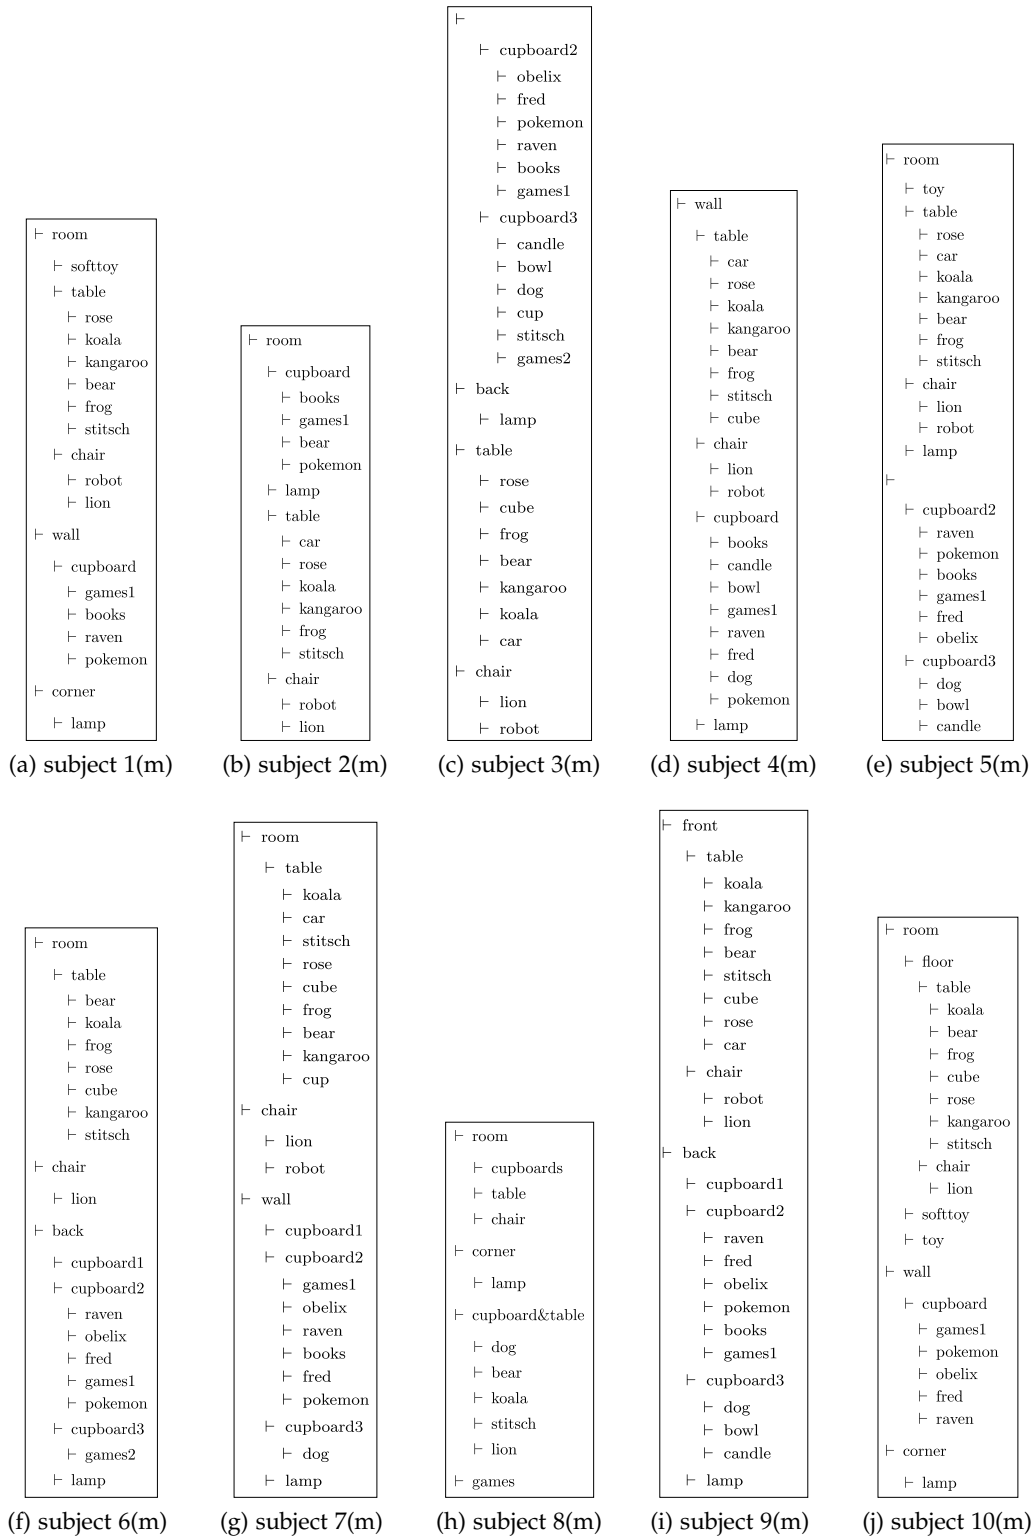 ⊢ room
⊢ softtoy
⊢ table
⊢ rose
⊢ koala
⊢ kangaroo
⊢ bear
⊢ frog
⊢ stitsch
⊢ chair
⊢ robot
⊢ lion
⊢ wall
⊢ cupboard
⊢ games1
⊢ books
⊢ raven
⊢ pokemon
⊢ corner
⊢ lamp
(a) subject 1(m)
⊢ room
⊢ cupboard
⊢ books
⊢ games1
⊢ bear
⊢ pokemon
⊢ lamp
⊢ table
⊢ car
⊢ rose
⊢ koala
⊢ kangaroo
⊢ frog
⊢ stitsch
⊢ chair
⊢ robot
⊢ lion
(b) subject 2(m)
⊢
⊢ cupboard2
⊢ obelix
⊢ fred
⊢ pokemon
⊢ raven
⊢ books
⊢ games1
⊢ cupboard3
⊢ candle
⊢ bowl
⊢ dog
⊢ cup
⊢ stitsch
⊢ games2
⊢ back
⊢ lamp
⊢ table
⊢ rose
⊢ cube
⊢ frog
⊢ bear
⊢ kangaroo
⊢ koala
⊢ car
⊢ chair
⊢ lion
⊢ robot
(c) subject 3(m)
⊢ wall
⊢ table
⊢ car
⊢ rose
⊢ koala
⊢ kangaroo
⊢ bear
⊢ frog
⊢ stitsch
⊢ cube
⊢ chair
⊢ lion
⊢ robot
⊢ cupboard
⊢ books
⊢ candle
⊢ bowl
⊢ games1
⊢ raven
⊢ fred
⊢ dog
⊢ pokemon
⊢ lamp
(d) subject 4(m)
⊢ room
⊢ toy
⊢ table
⊢ rose
⊢ car
⊢ koala
⊢ kangaroo
⊢ bear
⊢ frog
⊢ stitsch
⊢ chair
⊢ lion
⊢ robot
⊢ lamp
⊢
⊢ cupboard2
⊢ raven
⊢ pokemon
⊢ books
⊢ games1
⊢ fred
⊢ obelix
⊢ cupboard3
⊢ dog
⊢ bowl
⊢ candle
(e) subject 5(m)
⊢ room
⊢ table
⊢ bear
⊢ koala
⊢ frog
⊢ rose
⊢ cube
⊢ kangaroo
⊢ stitsch
⊢ chair
⊢ lion
⊢ back
⊢ cupboard1
⊢ cupboard2
⊢ raven
⊢ obelix
⊢ fred
⊢ games1
⊢ pokemon
⊢ cupboard3
⊢ games2
⊢ lamp
(f) subject 6(m)
⊢ room
⊢ table
⊢ koala
⊢ car
⊢ stitsch
⊢ rose
⊢ cube
⊢ frog
⊢ bear
⊢ kangaroo
⊢ cup
⊢ chair
⊢ lion
⊢ robot
⊢ wall
⊢ cupboard1
⊢ cupboard2
⊢ games1
⊢ obelix
⊢ raven
⊢ books
⊢ fred
⊢ pokemon
⊢ cupboard3
⊢ dog
⊢ lamp
(g) subject 7(m)
⊢ room
⊢ cupboards
⊢ table
⊢ chair
⊢ corner
⊢ lamp
⊢ cupboard&table
⊢ dog
⊢ bear
⊢ koala
⊢ stitsch
⊢ lion
⊢ games
(h) subject 8(m)
⊢ front
⊢ table
⊢ koala
⊢ kangaroo
⊢ frog
⊢ bear
⊢ stitsch
⊢ cube
⊢ rose
⊢ car
⊢ chair
⊢ robot
⊢ lion
⊢ back
⊢ cupboard1
⊢ cupboard2
⊢ raven
⊢ fred
⊢ obelix
⊢ pokemon
⊢ books
⊢ games1
⊢ cupboard3
⊢ dog
⊢ bowl
⊢ candle
⊢ lamp
(i) subject 9(m)
⊢ room
⊢ floor
⊢ table
⊢ koala
⊢ bear
⊢ frog
⊢ cube
⊢ rose
⊢ kangaroo
⊢ stitsch
⊢ chair
⊢ lion
⊢ softtoy
⊢ toy
⊢ wall
⊢ cupboard
⊢ games1
⊢ pokemon
⊢ obelix
⊢ fred
⊢ raven
⊢ corner
⊢ lamp
(j) subject 10(m)